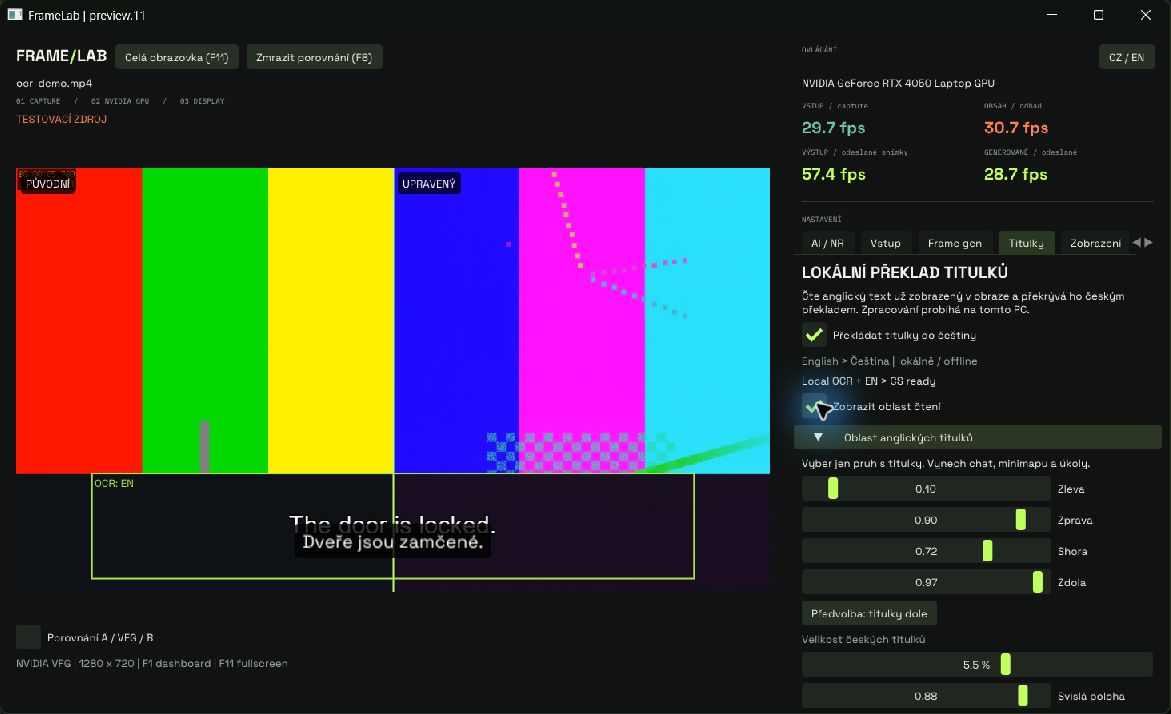 FrameLab | preview.11
FRAME/LAB
Celá obrazovka (F11)
Zmrazit porovnání (F8)
ocr_demo.mp4
01 CAPTURE / 02 NVIDIA GPU / 03 DISPLAY
TESTOVACÍ ZDROJ
PŮVODNÍ
UPRAVENÝ
OCR: EN
The door is locked.
Dveře jsou zamčené.
Porovnání A / VFG / B
NVIDIA VFG | 1280 x 720 | F1 dashboard | F11 fullscreen
OVLÁDÁNÍ
CZ / EN
NVIDIA GeForce RTX 4050 Laptop GPU
VSTUP / capture
OBSAH / odhad
29.7 fps
30.7 fps
VÝSTUP / odeslané snímky
GENEROVANÉ / odeslané
57.4 fps
28.7 fps
NASTAVENÍ
AI / NR
Vstup
Frame gen
Titulky
Zobrazení
LOKÁLNÍ PŘEKLAD TITULKŮ
Čte anglický text už zobrazený v obraze a překrývá ho českým
překladem. Zpracování probíhá na tomto PC.
Překládat titulky do češtiny
English > Čeština | lokálně / offline
Local OCR + EN > CS ready
Zobrazit oblast čtení
Oblast anglických titulků
Vyber jen pruh s titulky. Vynech chat, minimapu a úkoly.
0.10 Zleva
0.90 Zprava
0.72 Shora
0.97 Zdola
Předvolba: titulky dole
Velikost českých titulků
5.5 %
0.88 Svislá poloha